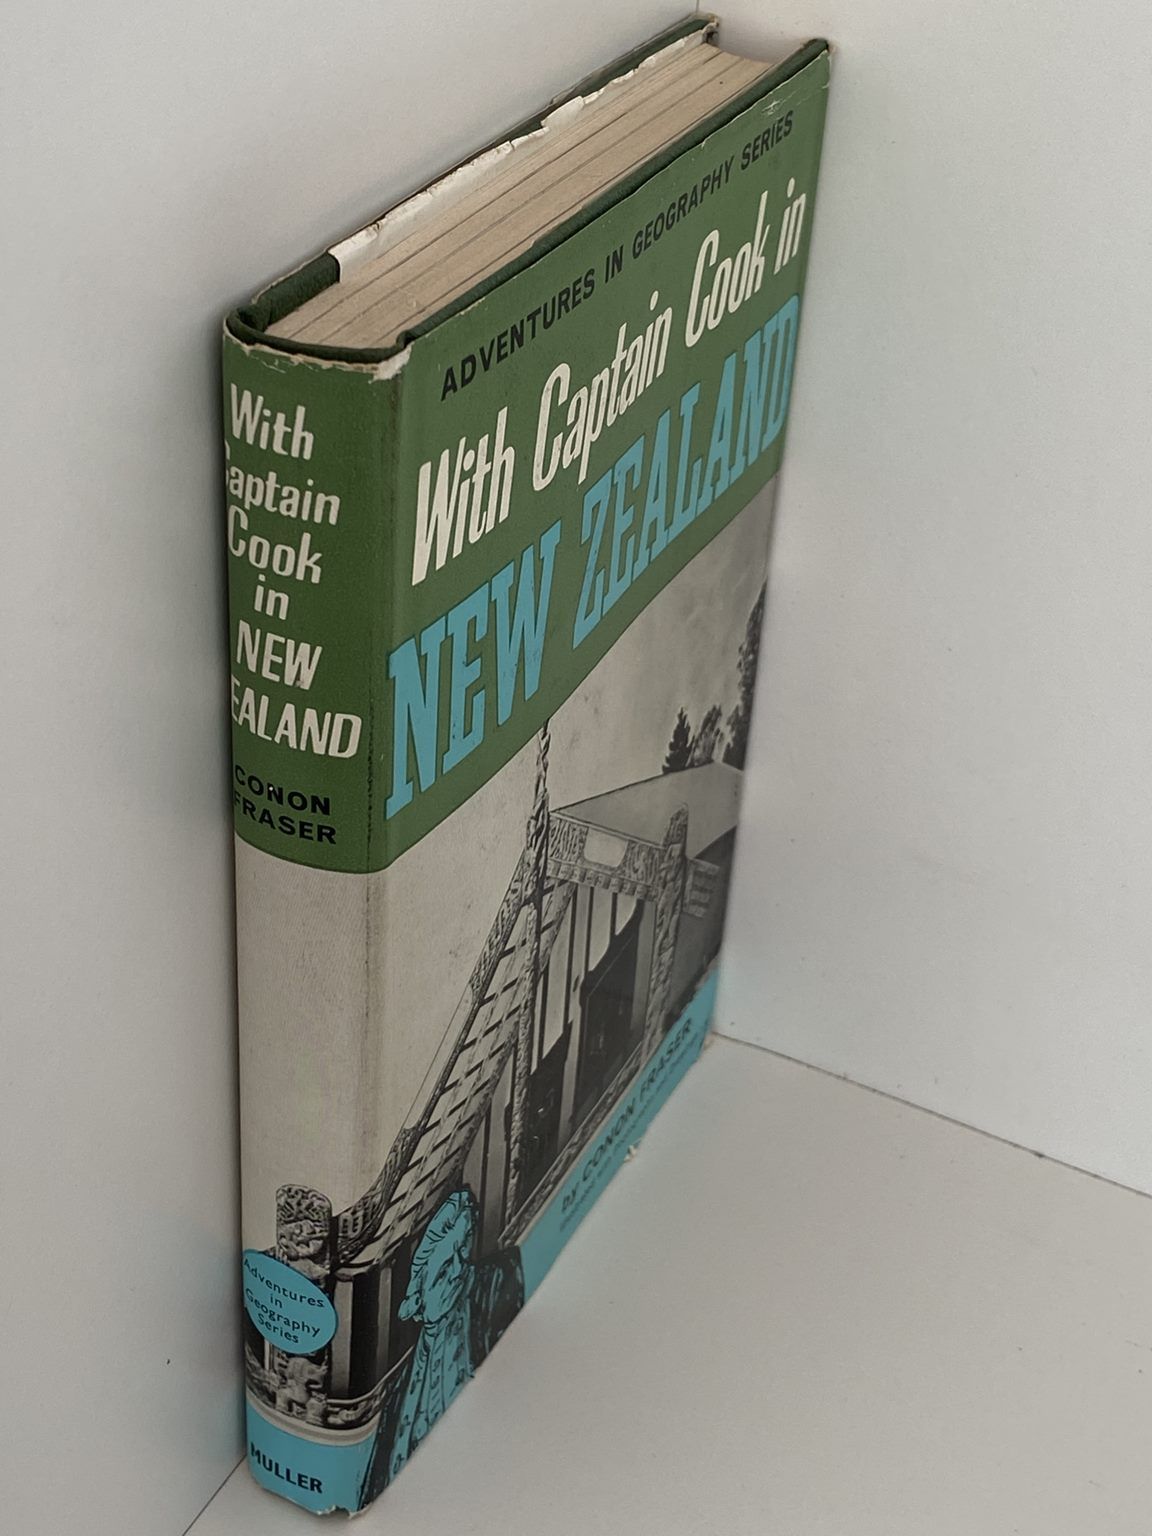 With
Captain
Cook
in
NEW
ZEALAND
CONON
FRASER
Adventures
in
Geography
Series
MULLER
ADVENTURES IN GEOGRAPHY SERIES
With Captain Cook in
NEW ZEALAND
by CONON FRASER